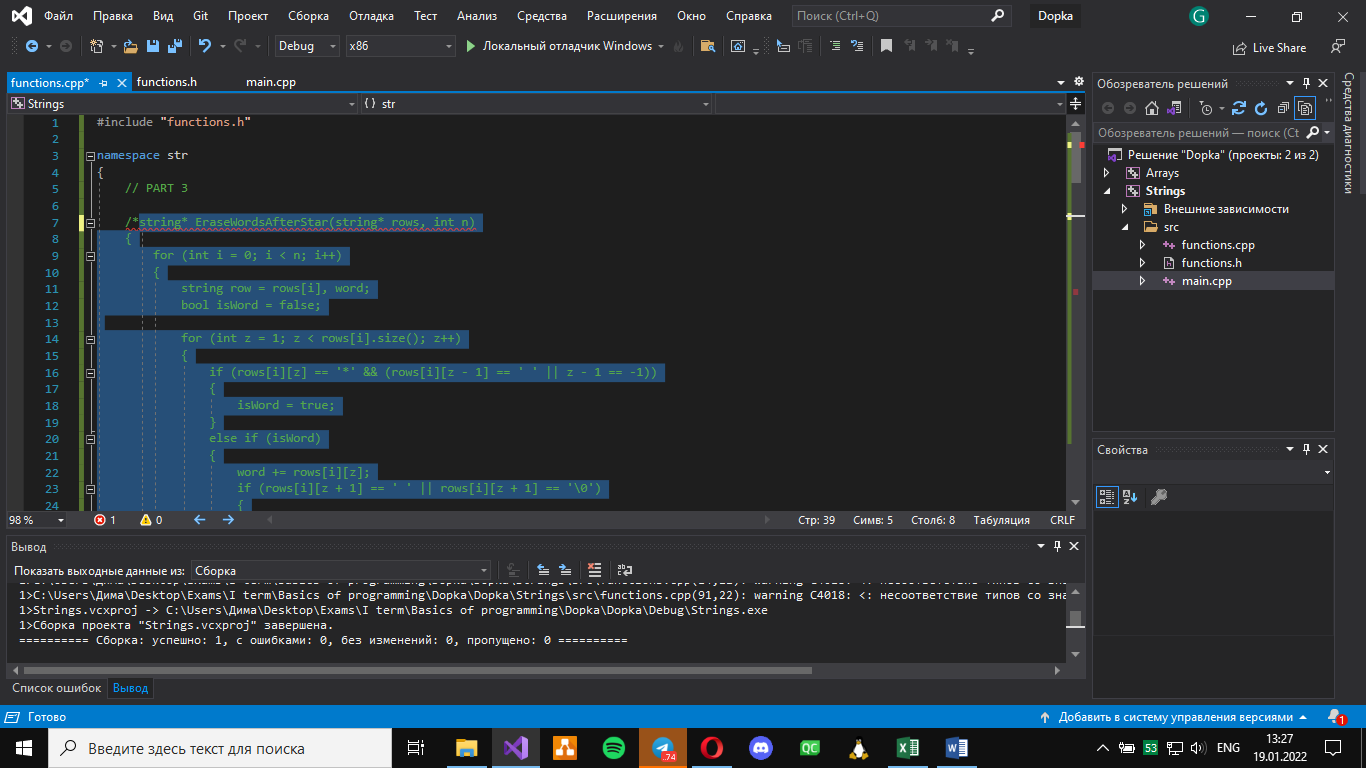 Файл Правка Вид Git Проект Сборка Отладка Тест Анализ Средства Расширения Окно Справка Поиск (Ctrl+Q) Dopka G
Debug x86 Локальный отладчик Windows Live Share
functions.cpp* functions.h main.cpp
Strings {} str
1 #include "functions.h"
2
3 namespace str
4 {
5 // PART 3
6
7 /*string* EraseWordsAfterStar(string* rows, int n)
8 {
9 for (int i = 0; i < n; i++)
10 {
11 string row = rows[i], word;
12 bool isWord = false;
13
14 for (int z = 1; z < rows[i].size(); z++)
15 {
16 if (rows[i][z] == '*' && (rows[i][z - 1] == ' ' || z - 1 == -1))
17 {
18 isWord = true;
19 }
20 else if (isWord)
21 {
22 word += rows[i][z];
23 if (rows[i][z + 1] == ' ' || rows[i][z + 1] == '\0')
24 {
98 % 1 0 Стр: 39 Симв: 5 Столб: 8 Табуляция CRLF
Вывод
Показать выходные данные из: Сборка
1>C:\Users\Дима\Desktop\Exams\I term\Basics of programming\Dopka\Dopka\Strings\src\functions.cpp(91,22): warning C4018: <: несоответствие типов со зна
1>Strings.vcxproj -> C:\Users\Дима\Desktop\Exams\I term\Basics of programming\Dopka\Dopka\Debug\Strings.exe
1>Сборка проекта "Strings.vcxproj" завершена.
========== Сборка: успешно: 1, с ошибками: 0, без изменений: 0, пропущено: 0 ==========
Список ошибок Вывод
Обозреватель решений
Обозреватель решений — поиск (Ct
Решение "Dopka" (проекты: 2 из 2)
Arrays
Strings
Внешние зависимости
src
functions.cpp
functions.h
main.cpp
Свойства
Средства диагностики
Готово Добавить в систему управления версиями 1
Введите здесь текст для поиска 74 QC 53 ENG 13:27
19.01.2022